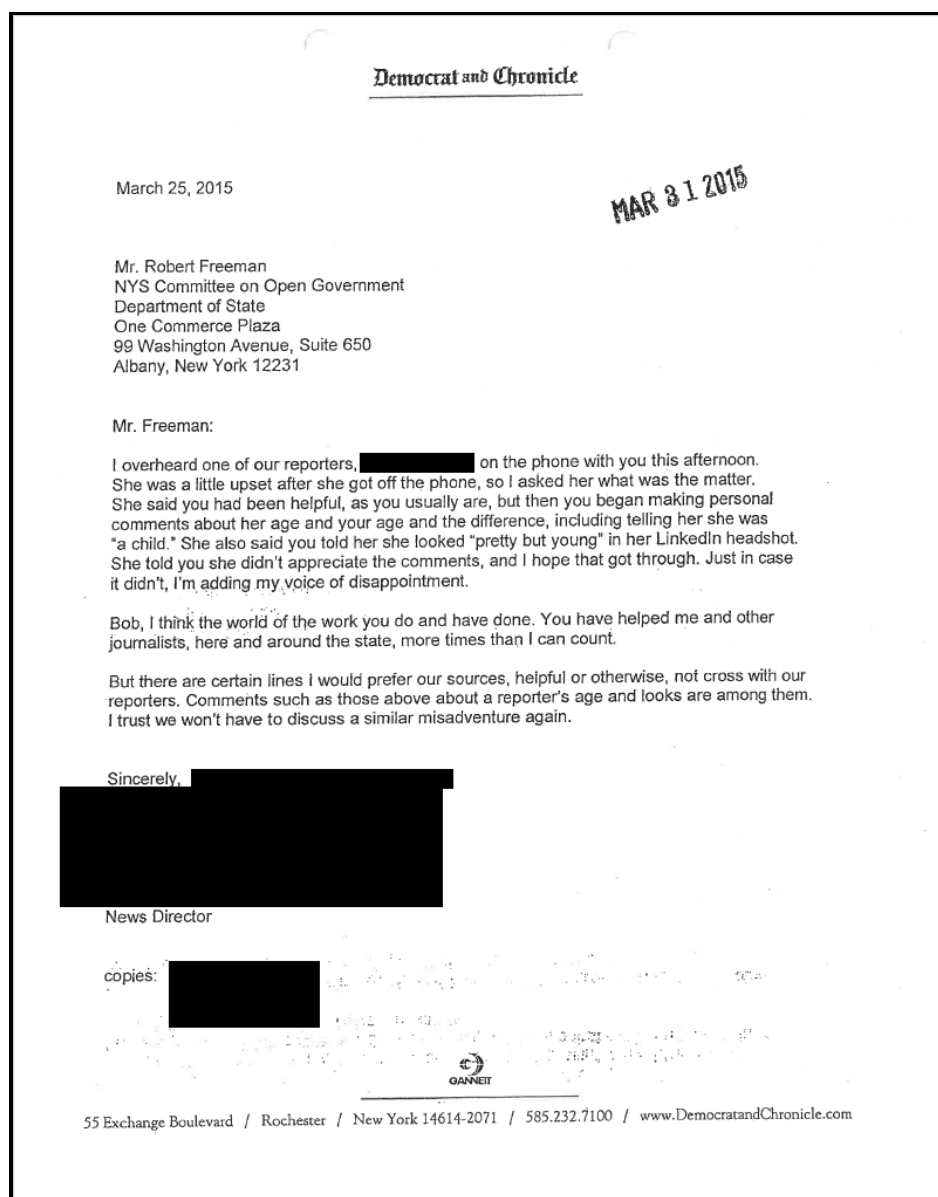 Democrat and Chronicle
March 25, 2015
MAR 31 2015
Mr. Robert Freeman
NYS Committee on Open Government
Department of State
One Commerce Plaza
99 Washington Avenue, Suite 650
Albany, New York 12231
Mr. Freeman:
I overheard one of our reporters, on the phone with you this afternoon.
She was a little upset after she got off the phone, so I asked her what was the matter.
She said you had been helpful, as you usually are, but then you began making personal
comments about her age and your age and the difference, including telling her she was
"a child." She also said you told her she looked "pretty but young" in her LinkedIn headshot.
She told you she didn't appreciate the comments, and I hope that got through. Just in case
it didn't, I'm adding my voice of disappointment.
Bob, I think the world of the work you do and have done. You have helped me and other
journalists, here and around the state, more times than I can count.
But there are certain lines I would prefer our sources, helpful or otherwise, not cross with our
reporters. Comments such as those above about a reporter's age and looks are among them.
I trust we won't have to discuss a similar misadventure again.
Sincerely,
News Director
copies:
GANNETT
55 Exchange Boulevard / Rochester / New York 14614-2071 / 585.232.7100 / www.DemocratandChronicle.com